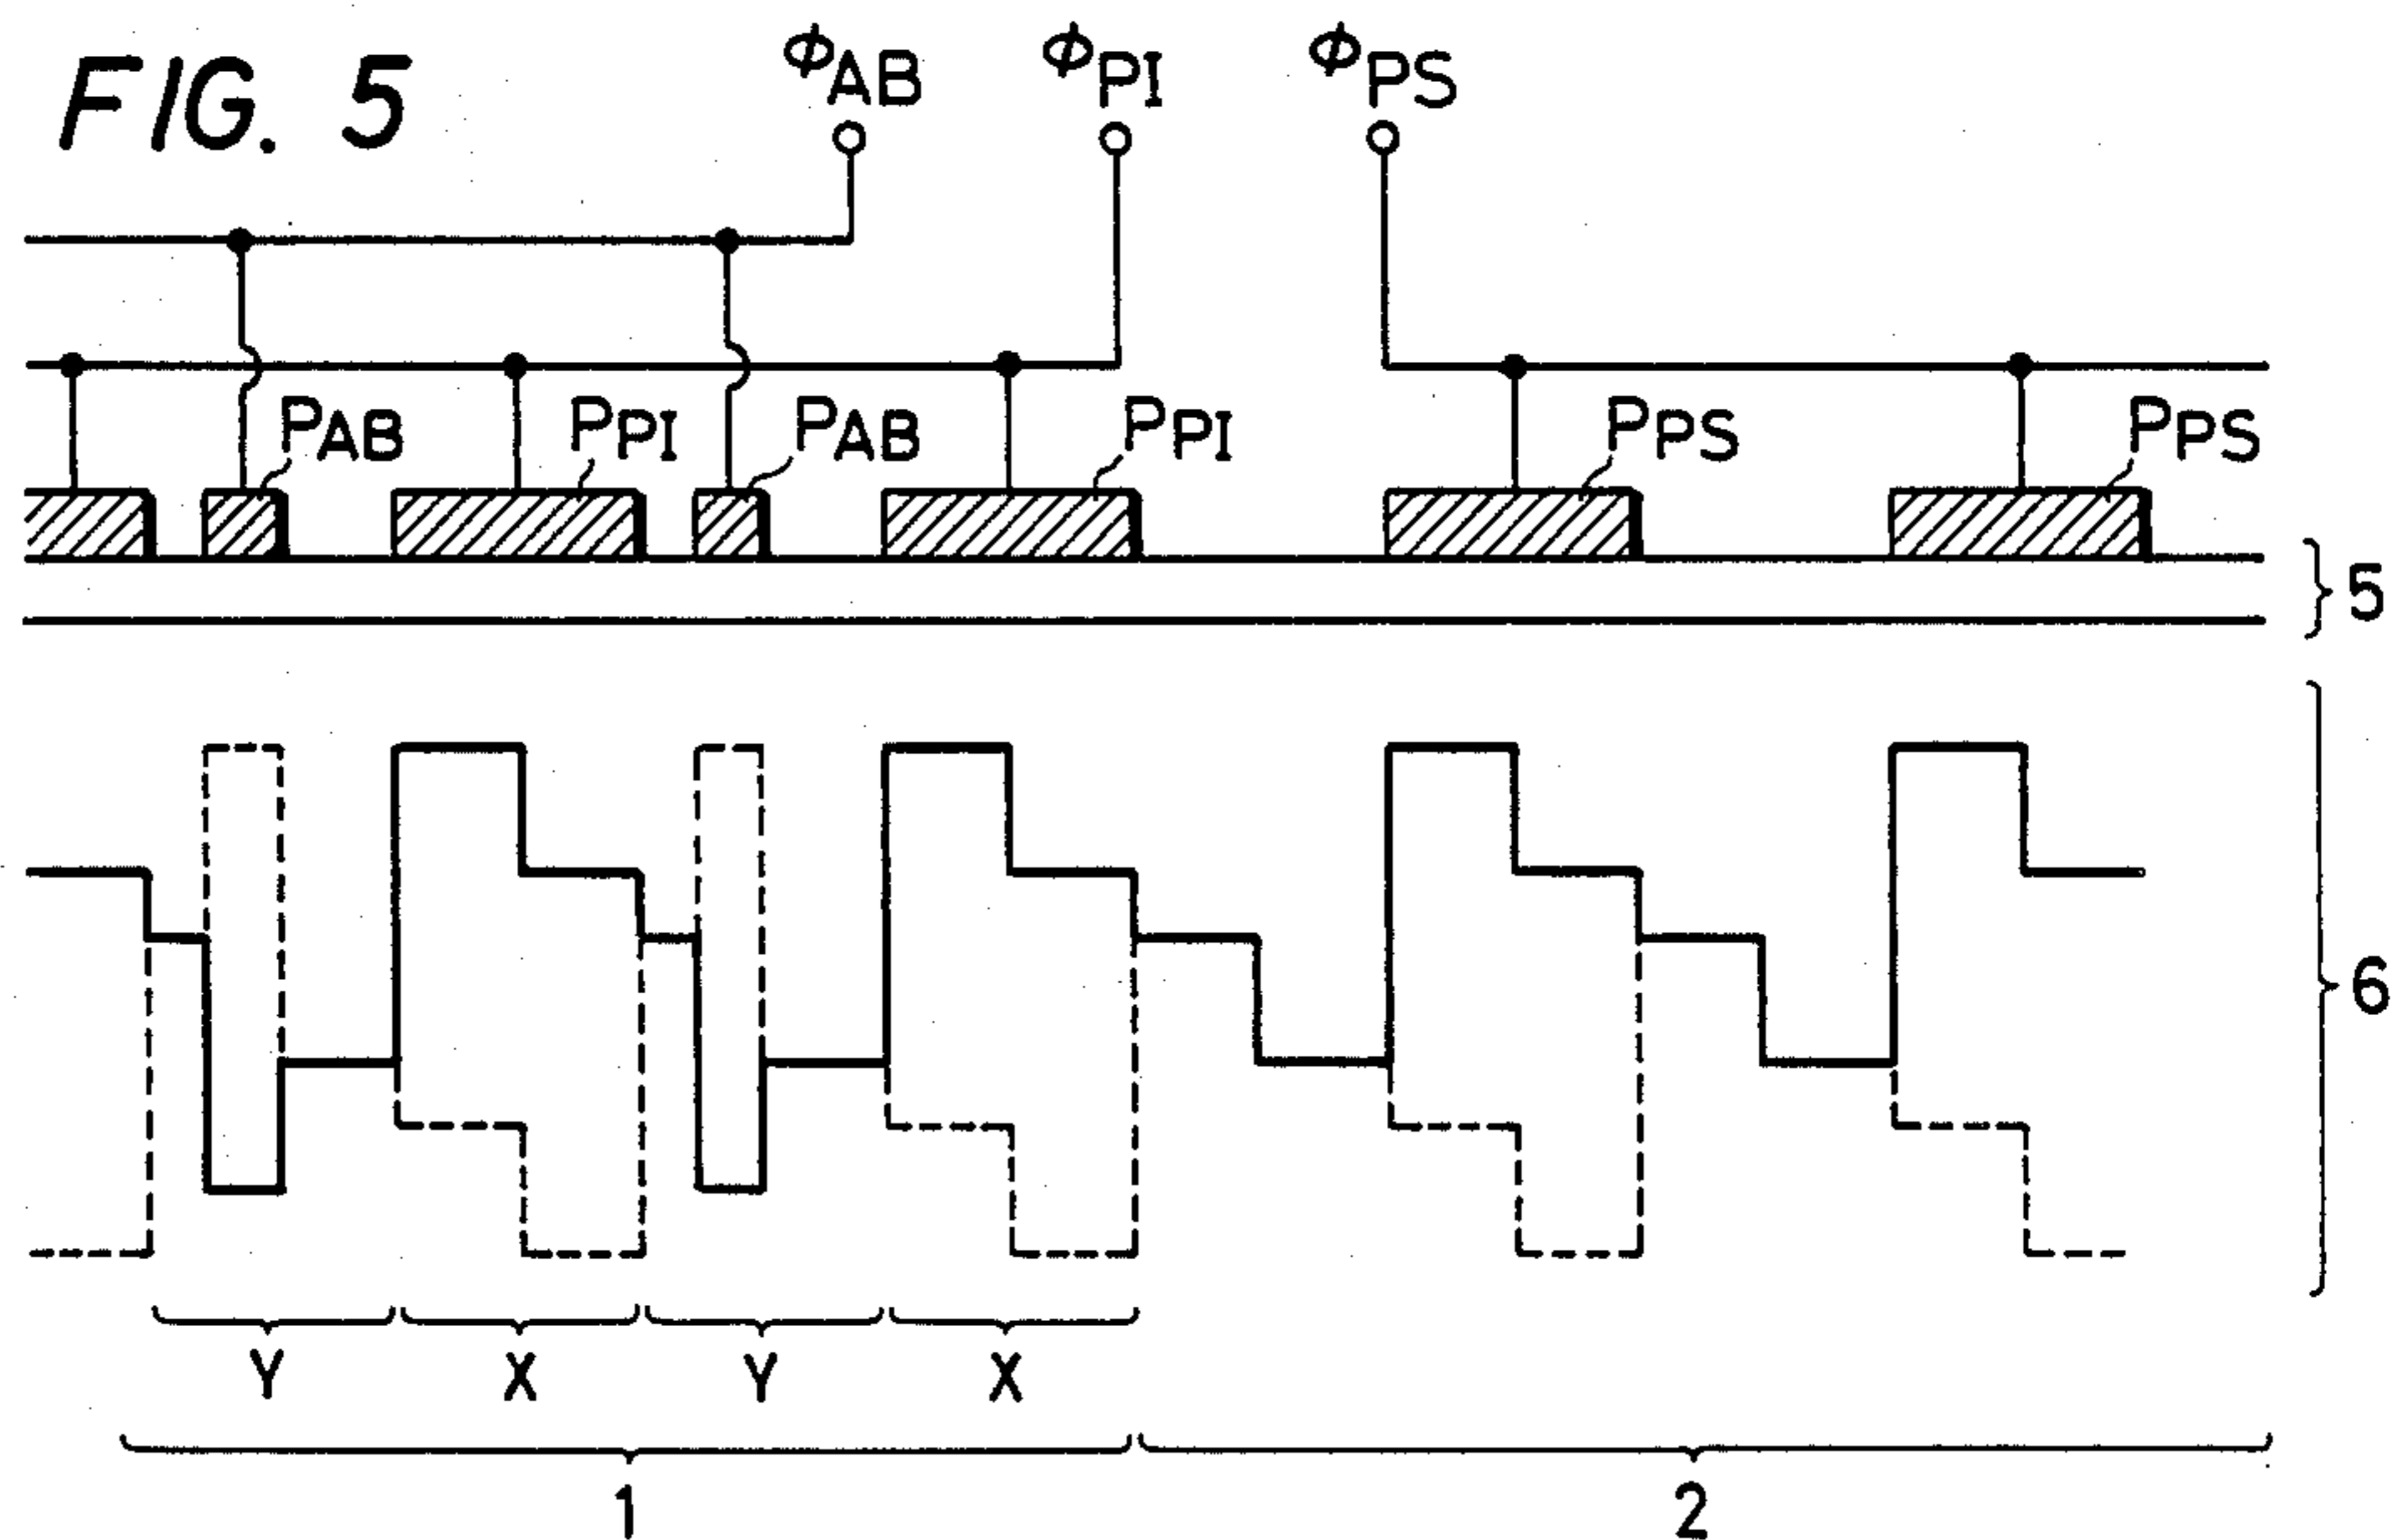 FIG. 5
ΦAB ΦPI ΦPS
PAB PPI PAB PPI PPS PPS
5
6
Y X Y X
1 2